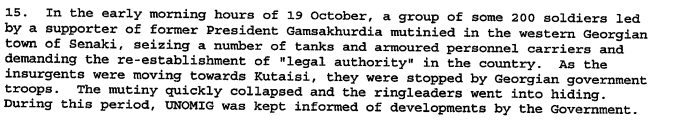 15.  In the early morning hours of 19 October, a group of some 200 soldiers led
by a supporter of former President Gamsakhurdia mutinied in the western Georgian
town of Senaki, seizing a number of tanks and armoured personnel carriers and
demanding the re-establishment of "legal authority" in the country.  As the
insurgents were moving towards Kutaisi, they were stopped by Georgian government
troops.  The mutiny quickly collapsed and the ringleaders went into hiding.
During this period, UNOMIG was kept informed of developments by the Government.